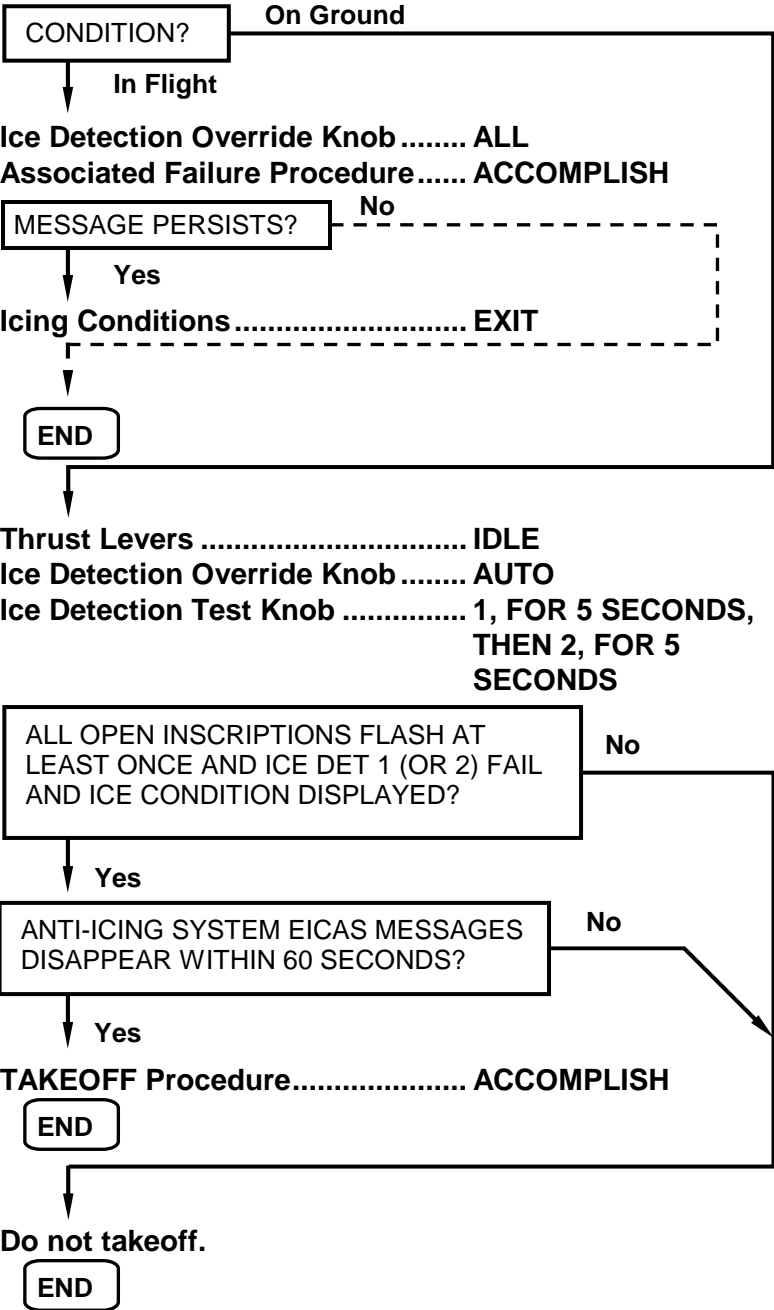 On Ground
CONDITION?
In Flight
Ice Detection Override Knob ........ ALL
Associated Failure Procedure ...... ACCOMPLISH
No
MESSAGE PERSISTS?
Yes
Icing Conditions ............................ EXIT
END
Thrust Levers ................................ IDLE
Ice Detection Override Knob ........ AUTO
Ice Detection Test Knob ............... 1, FOR 5 SECONDS,
THEN 2, FOR 5
SECONDS
ALL OPEN INSCRIPTIONS FLASH AT
No
LEAST ONCE AND ICE DET 1 (OR 2) FAIL
AND ICE CONDITION DISPLAYED?
Yes
ANTI-ICING SYSTEM EICAS MESSAGES
No
DISAPPEAR WITHIN 60 SECONDS?
Yes
TAKEOFF Procedure ..................... ACCOMPLISH
END
Do not takeoff.
END